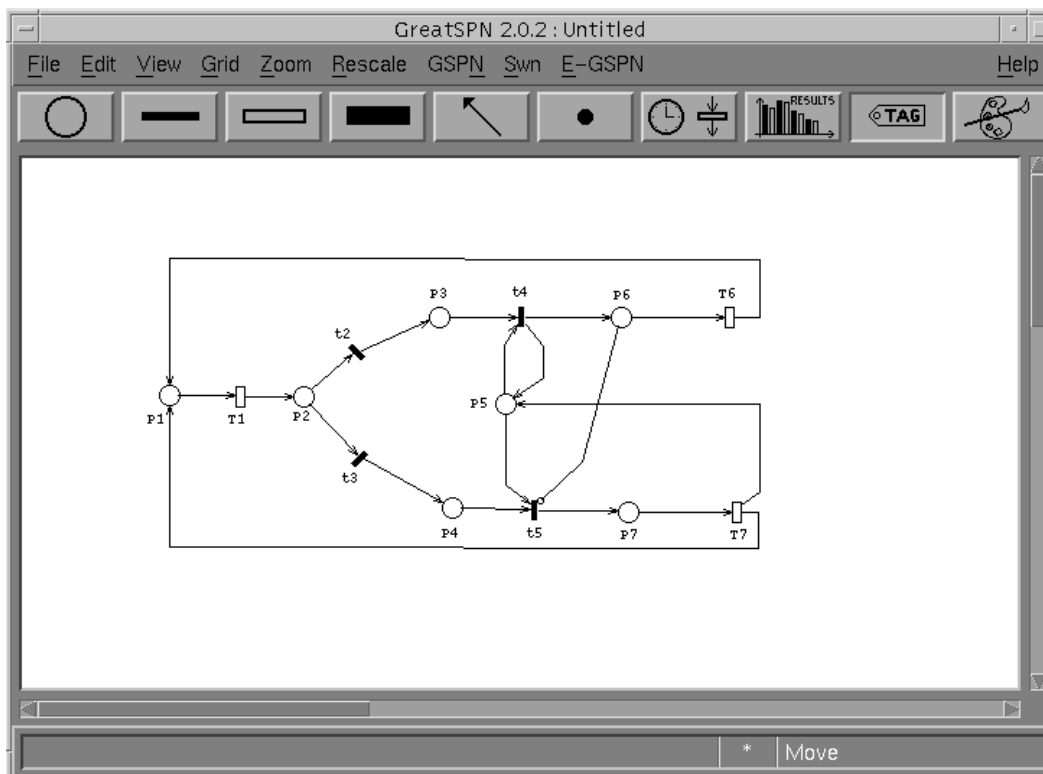 GreatSPN 2.0.2 : Untitled
File Edit View Grid Zoom Rescale GSPN Swn E-GSPN Help
RESULTS
TAG
P3 t4 P6 T6
t2
P5
P1 T1 P2
t3
P4 t5 P7 T7
* Move